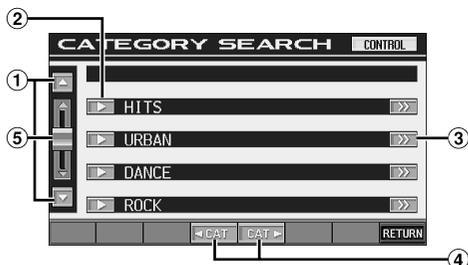 ②
CATEGORY SEARCH CONTROL
①
HITS
⑤
URBAN
③
DANCE
ROCK
◄CAT CAT► RETURN
④